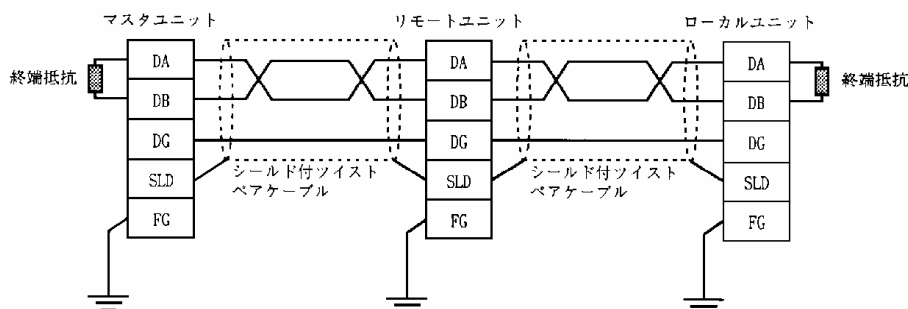 マスタユニット
リモートユニット
ローカルユニット
終端抵抗
DA
DB
DG
SLD
FG
シールド付ツイスト
ペアケーブル
DA
DB
DG
SLD
FG
シールド付ツイスト
ペアケーブル
DA
DB
DG
SLD
FG
終端抵抗